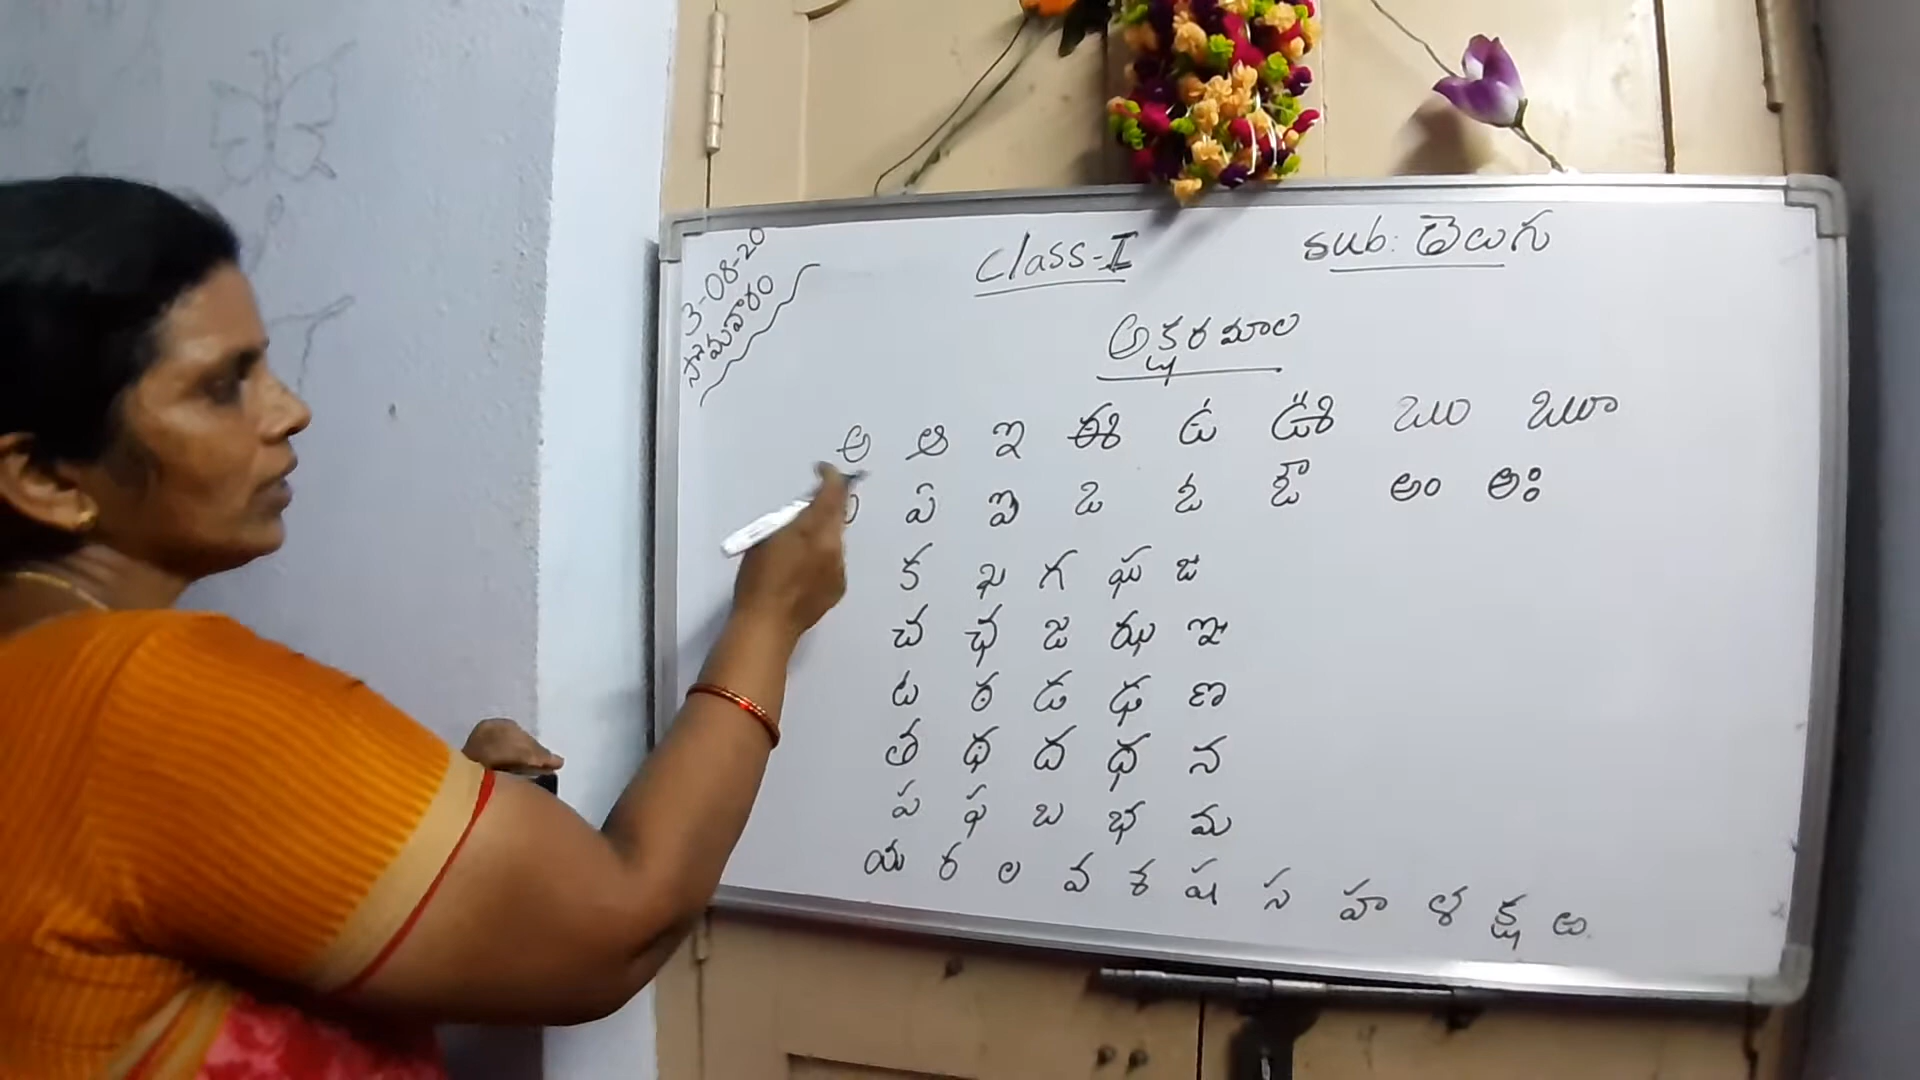 3-08-20
సోమవారం
Class-I
Sub: తెలుగు
అక్షరమాల
అ ఆ ఇ ఈ ఉ ఊ ఋ ౠ
ఏ ఐ ఒ ఓ ఔ అం అః
క ఖ గ ఘ ఙ
చ ఛ జ ఝ ఞ
ట ఠ డ ఢ ణ
త థ ద ధ న
ప ఫ బ భ మ
య ర ల వ శ ష స హ ళ క్ష ఱ